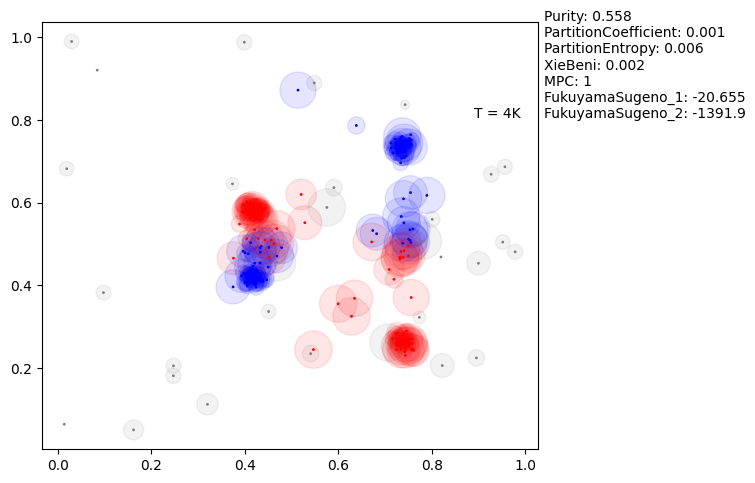 Purity: 0.558
PartitionCoefficient: 0.001
PartitionEntropy: 0.006
XieBeni: 0.002
MPC: 1
FukuyamaSugeno_1: -20.655
FukuyamaSugeno_2: -1391.9
T = 4K
1.0
0.8
0.6
0.4
0.2
0.0 0.2 0.4 0.6 0.8 1.0